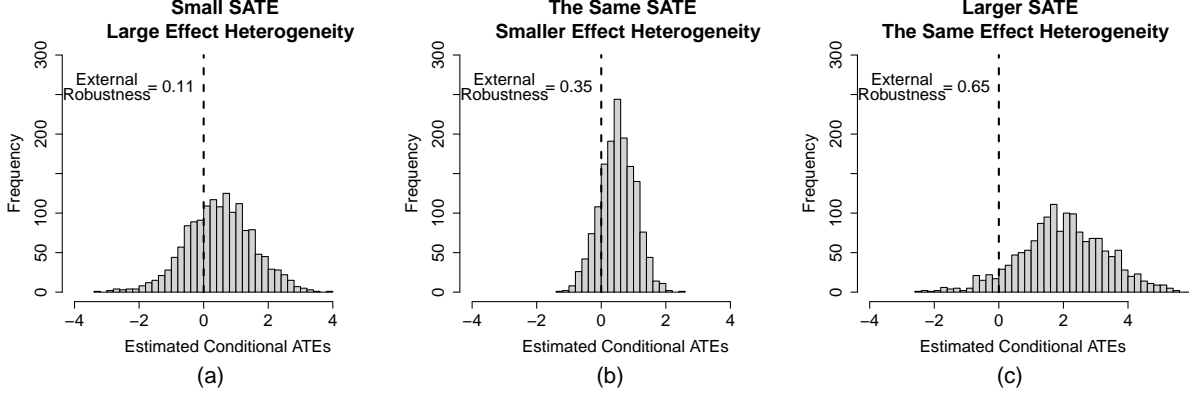 Small SATE
Large Effect Heterogeneity
External
Robustness = 0.11
Frequency
300
200
100
50
0
−4 −2 0 2 4
Estimated Conditional ATEs
(a)
The Same SATE
Smaller Effect Heterogeneity
External
Robustness = 0.35
Frequency
300
200
100
50
0
−4 −2 0 2 4
Estimated Conditional ATEs
(b)
Larger SATE
The Same Effect Heterogeneity
External
Robustness = 0.65
Frequency
300
200
100
50
0
−4 −2 0 2 4
Estimated Conditional ATEs
(c)